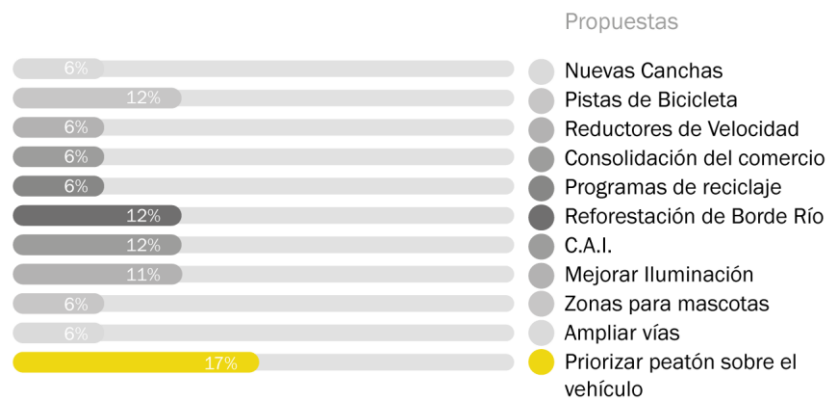 Propuestas
6% Nuevas Canchas
12% Pistas de Bicicleta
6% Reductores de Velocidad
6% Consolidación del comercio
6% Programas de reciclaje
12% Reforestación de Borde Río
12% C.A.I.
11% Mejorar Iluminación
6% Zonas para mascotas
6% Ampliar vías
17% Priorizar peatón sobre el
vehículo